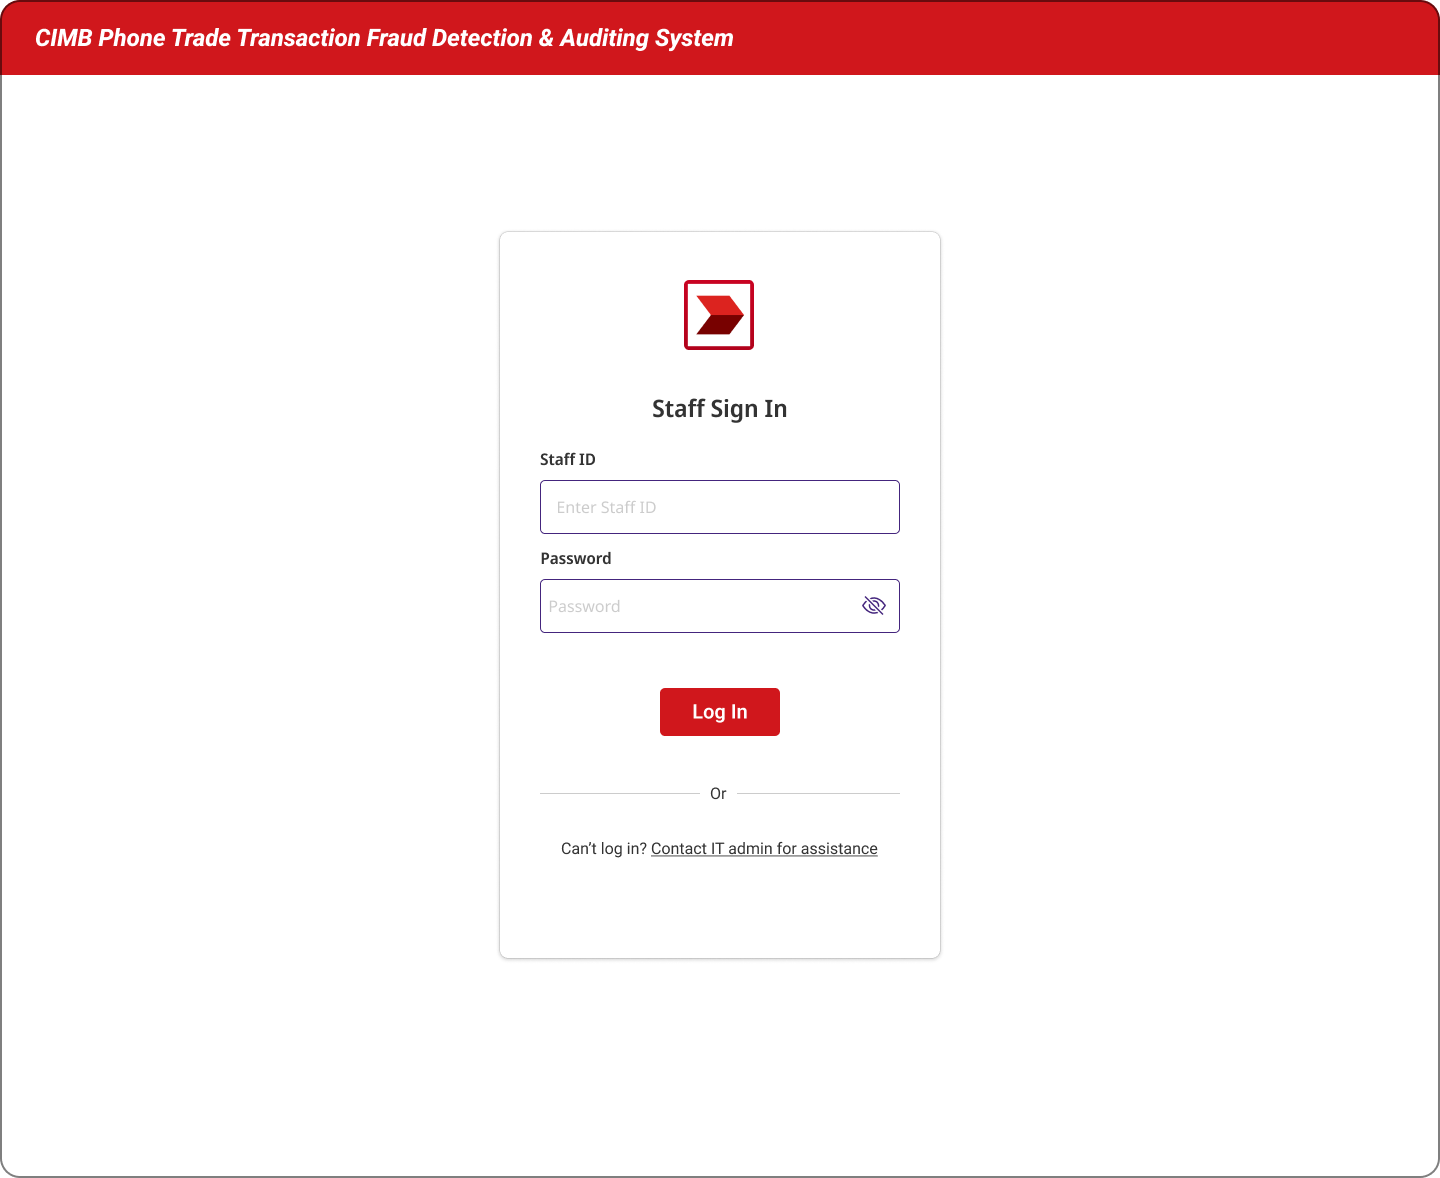 CIMB Phone Trade Transaction Fraud Detection & Auditing System
Staff Sign In
Staff ID
Enter Staff ID
Password
Password
Log In
Or
Can’t log in? Contact IT admin for assistance